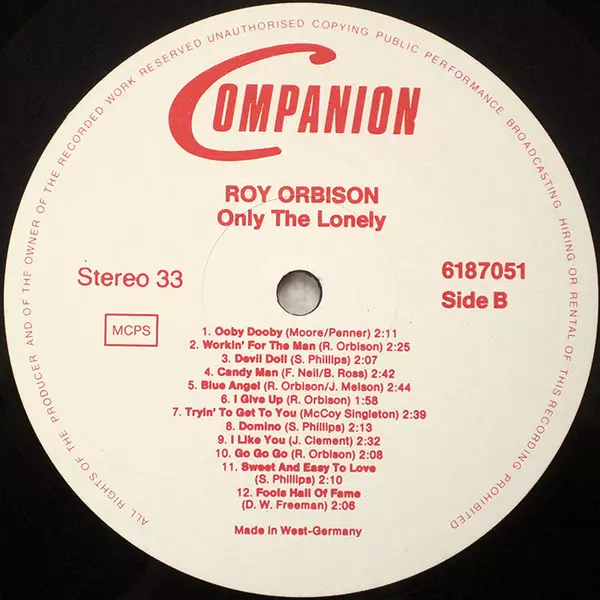 ALL RIGHTS OF THE PRODUCER AND OF THE OWNER OF THE RECORDED WORK RESERVED UNAUTHORISED COPYING PUBLIC PERFORMANCE BROADCASTING HIRING OR RENTAL OF THIS RECORDING PROHIBITED
COMPANION
ROY ORBISON
Only The Lonely
Stereo 33
6187051
Side B
MCPS
1. Ooby Dooby (Moore/Penner) 2:11
2. Workin' For The Man (R. Orbison) 2:25
3. Devil Doll (S. Phillips) 2:07
4. Candy Man (F. Neil/B. Ross) 2:42
5. Blue Angel (R. Orbison/J. Melson) 2:44
6. I Give Up (R. Orbison) 1:58
7. Tryin' To Get To You (McCoy Singleton) 2:39
8. Domino (S. Phillips) 2:13
9. I Like You (J. Clement) 2:32
10. Go Go Go (R. Orbison) 2:08
11. Sweet And Easy To Love
(S. Phillips) 2:10
12. Fools Hall Of Fame
(D. W. Freeman) 2:06
Made in West-Germany